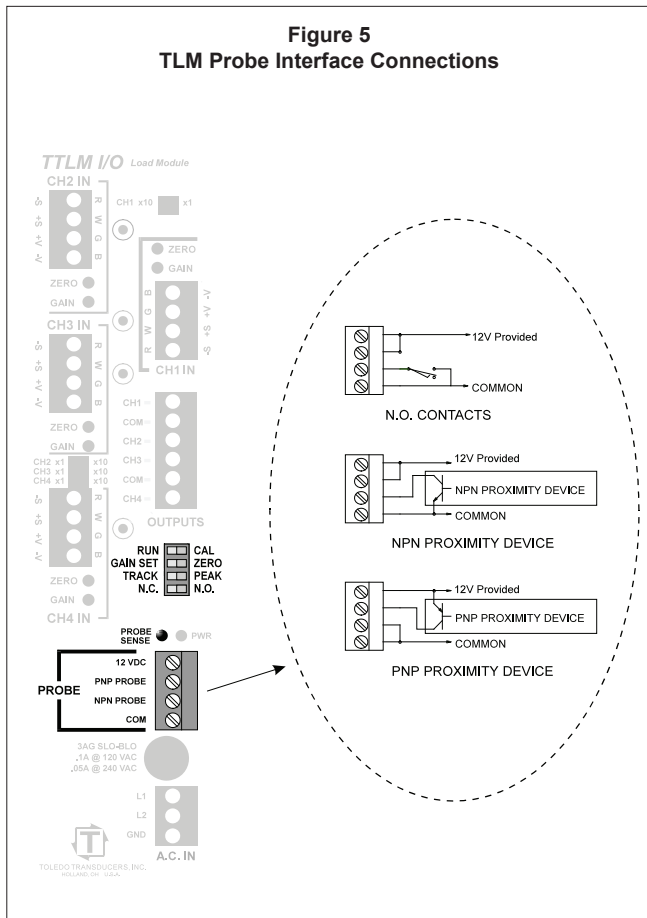 Figure 5
TLM Probe Interface Connections
TTLM I/O Load Module
CH2 IN
CH1 x10 x1
-S R
+S W
+V G
-V B
ZERO
GAIN
ZERO
GAIN
B -V
G +V
W +S
R -S
CH1 IN
CH3 IN
-S R
+S W
+V G
-V B
ZERO
GAIN
CH2 x1 x10
CH3 x1 x10
CH4 x1 x10
-S R
+S W
+V G
-V B
ZERO
GAIN
CH4 IN
CH1
COM
CH2
CH3
COM
CH4
OUTPUTS
RUN CAL
GAIN SET ZERO
TRACK PEAK
N.C. N.O.
PROBE SENSE
PWR
PROBE
12 VDC
PNP PROBE
NPN PROBE
COM
3AG SLO-BLO
.1A @ 120 VAC
.05A @ 240 VAC
L1
L2
GND
A.C. IN
T
TOLEDO TRANSDUCERS, INC.
HOLLAND, OH U.S.A.
12V Provided
COMMON
N.O. CONTACTS
12V Provided
NPN PROXIMITY DEVICE
COMMON
NPN PROXIMITY DEVICE
12V Provided
PNP PROXIMITY DEVICE
COMMON
PNP PROXIMITY DEVICE